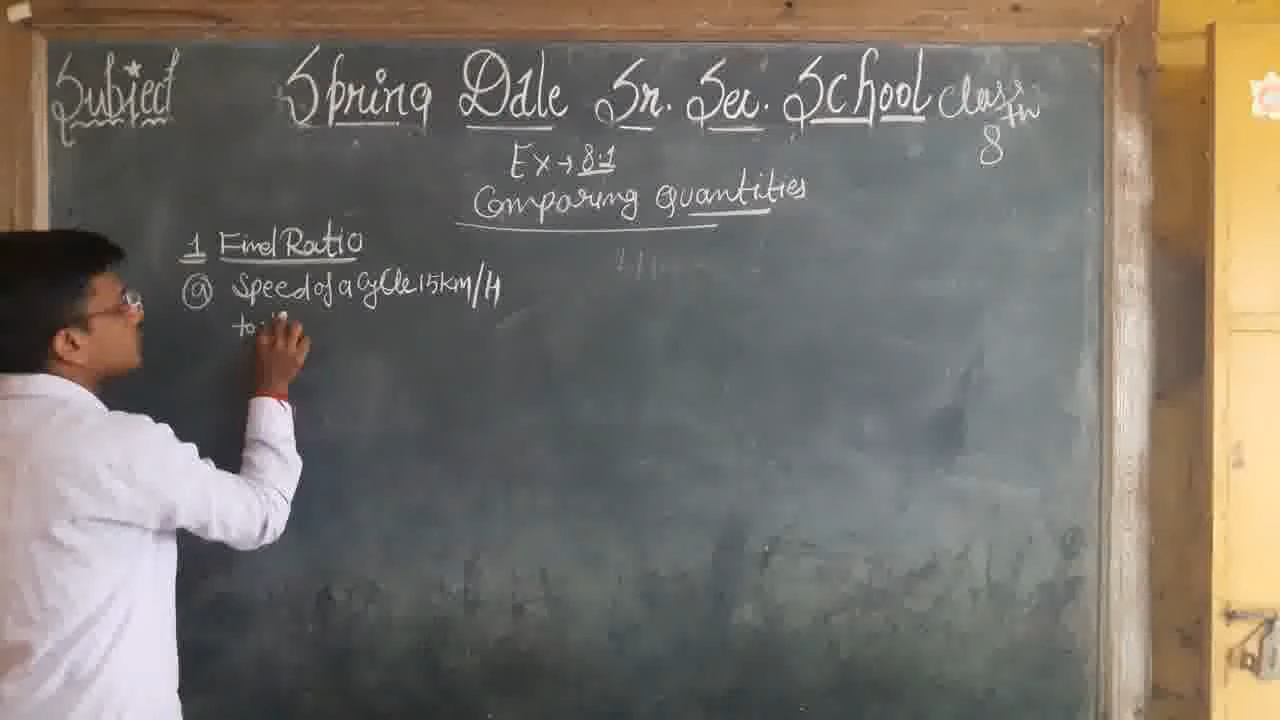 Subject Spring Dale Sr. Sec. School Class
8th
Ex → 8.1
Comparing Quantities
1 Find Ratio
(a) Speed of a Cycle 15km/H
to